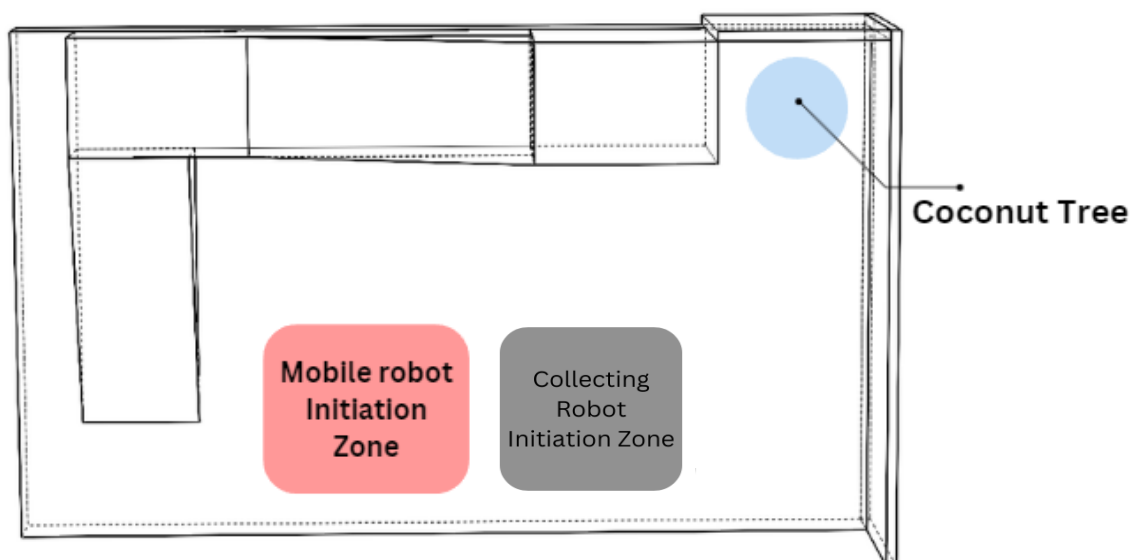 Coconut Tree
Mobile robot
Initiation
Zone
Collecting
Robot
Initiation Zone